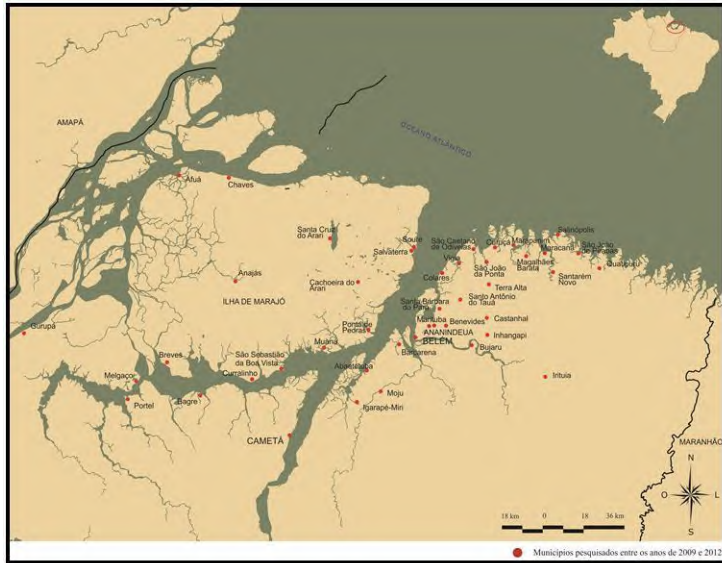 AMAPÁ
OCEANO ATLÂNTICO
Afuá
Chaves
Santa Cruz
do Arari
Soure
Salvaterra
São Caetano
de Odivelas
Curuçá
Marapanim
Salinópolis
Maracanã
São João
de Pirabas
Vigia
Magalhães
Barata
Quatipuru
São João
da Ponta
Santarém
Novo
Colares
Anajás
Cachoeira do
Arari
Terra Alta
ILHA DE MARAJÓ
Santa Bárbara
do Pará
Santo Antônio
do Tauá
Castanhal
Marituba
Benevides
Gurupá
Ponta de
Pedras
ANANINDEUA
BELÉM
Inhangapi
Muaná
Barcarena
Bujaru
Breves
São Sebastião
da Boa Vista
Curralinho
Abaetetuba
Melgaço
Irituia
Portel
Bagre
Moju
Igarapé-Miri
CAMETÁ
MARANHÃO
N
O
L
S
18 km 0 18 36 km
Municípios pesquisados entre os anos de 2009 e 2012